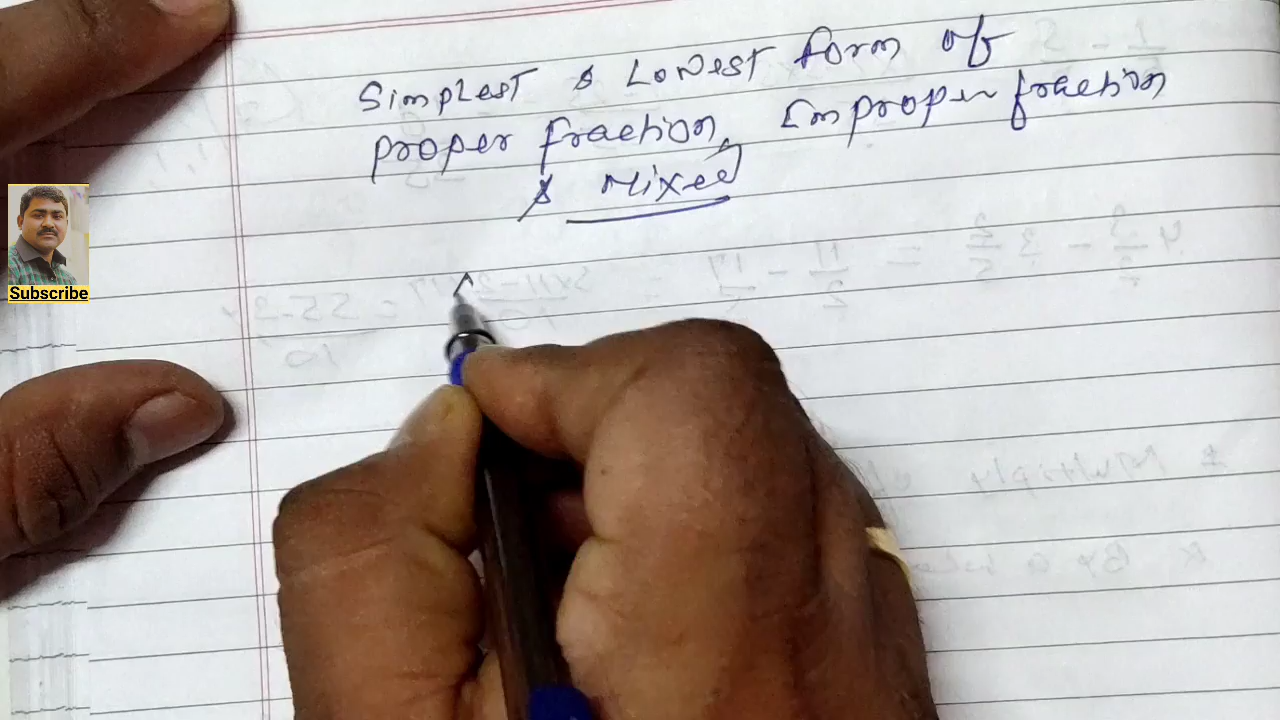 Simplest & Lowest form of
proper fraction, Improper fraction
& Mixed
Subscribe